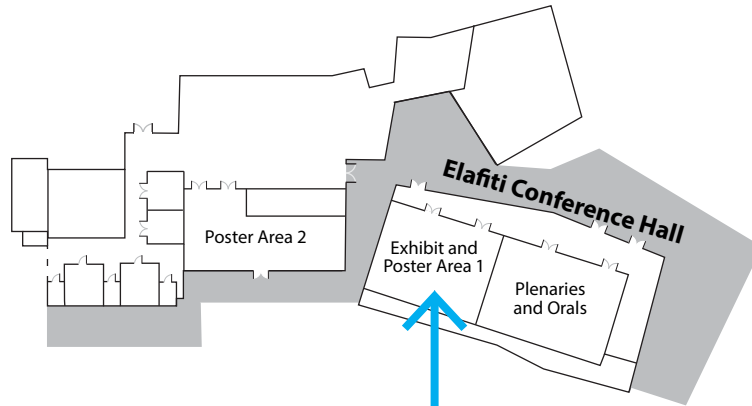 Elafiti Conference Hall
Poster Area 2
Exhibit and
Poster Area 1
Plenaries
and Orals